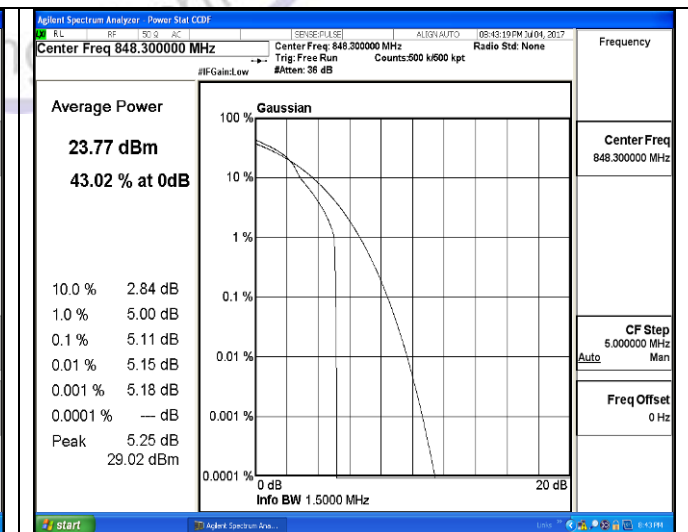 Agilent Spectrum Analyzer - Power Stat CCDF
RL RF 50 Ω AC SENSE:PULSE ALIGN AUTO 08:43:19 PM Jul 04, 2017
Center Freq 848.300000 MHz
Center Freq: 848.300000 MHz Radio Std: None
Trig: Free Run Counts:500 k/500 kpt
#IFGain:Low #Atten: 36 dB
Frequency
Average Power
23.77 dBm
43.02 % at 0dB
10.0 % 2.84 dB
1.0 % 5.00 dB
0.1 % 5.11 dB
0.01 % 5.15 dB
0.001 % 5.18 dB
0.0001 % --- dB
Peak 5.25 dB
29.02 dBm
Gaussian
100 %
10 %
1 %
0.1 %
0.01 %
0.001 %
0.0001 %
0 dB 20 dB
Info BW 1.5000 MHz
Center Freq
848.300000 MHz
CF Step
5.000000 MHz
Auto Man
Freq Offset
0 Hz
start Agilent Spectrum Ana... Links 8:43 PM